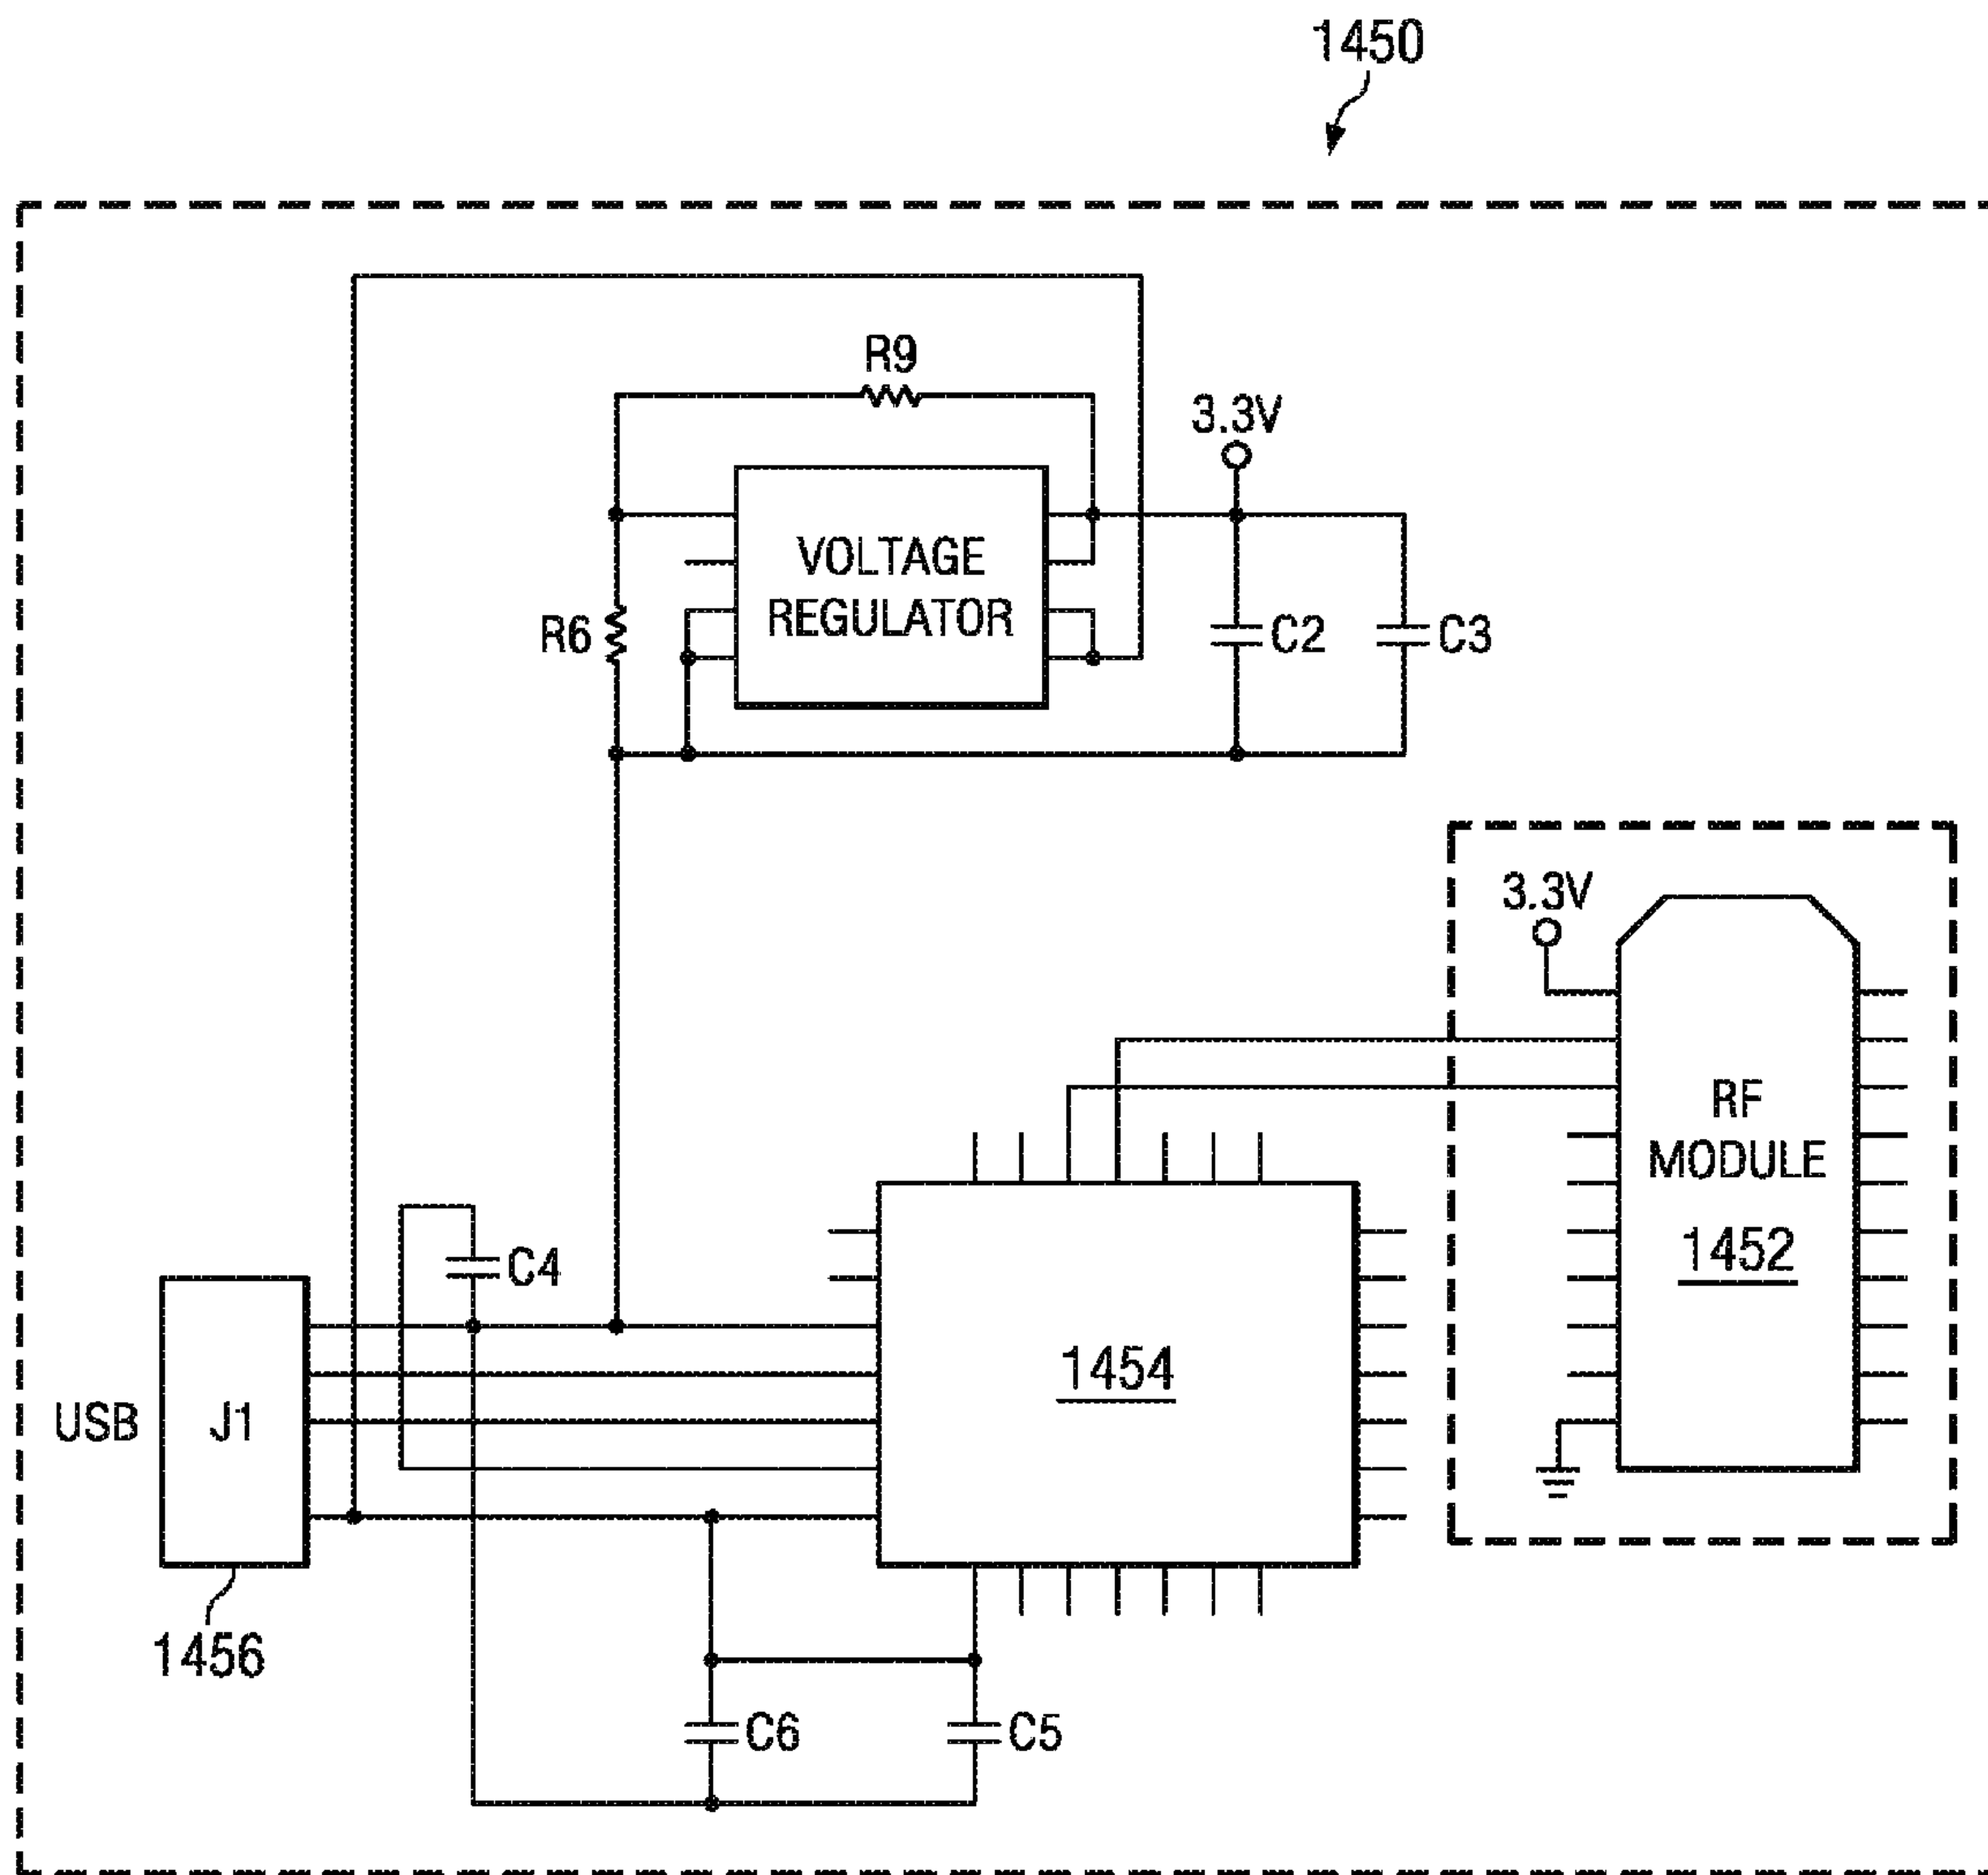 1450
R9
3.3V
VOLTAGE
REGULATOR
R6
C2
C3
3.3V
RF
MODULE
1452
C4
1454
USB
J1
1456
C6
C5